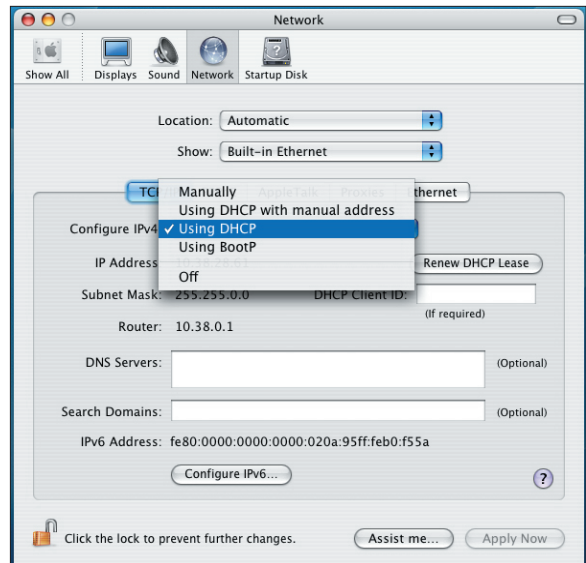 Network
Show All Displays Sound Network Startup Disk
Location: Automatic
Show: Built-in Ethernet
AppleTalk Proxies Ethernet
Manually
Using DHCP with manual address
Configure IPv4 ✓ Using DHCP
Using BootP
Off
IP Address
Renew DHCP Lease
Subnet Mask: 255.255.0.0 DHCP Client ID:
(If required)
Router: 10.38.0.1
DNS Servers: (Optional)
Search Domains: (Optional)
IPv6 Address: fe80:0000:0000:0000:020a:95ff:feb0:f55a
Configure IPv6...
?
Click the lock to prevent further changes. Assist me... Apply Now